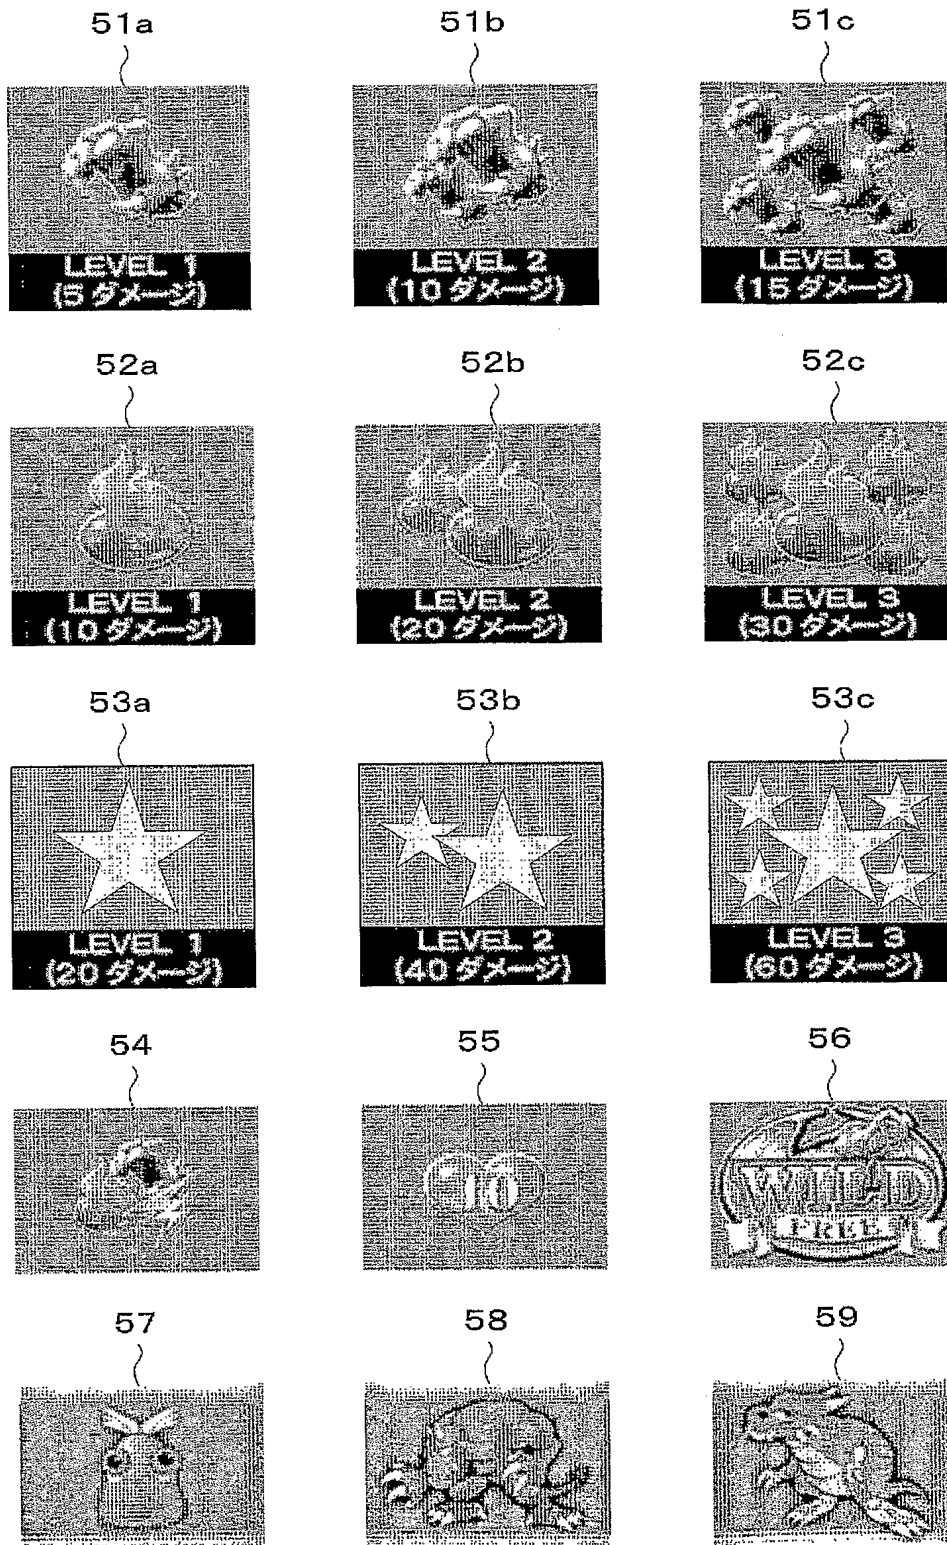 51a 51b 51c
LEVEL 1 LEVEL 2 LEVEL 3
(5 ダメージ) (10 ダメージ) (15 ダメージ)
52a 52b 52c
LEVEL 1 LEVEL 2 LEVEL 3
(10 ダメージ) (20 ダメージ) (30 ダメージ)
53a 53b 53c
LEVEL 1 LEVEL 2 LEVEL 3
(20 ダメージ) (40 ダメージ) (60 ダメージ)
54 55 56
10 WILD
FREE
57 58 59